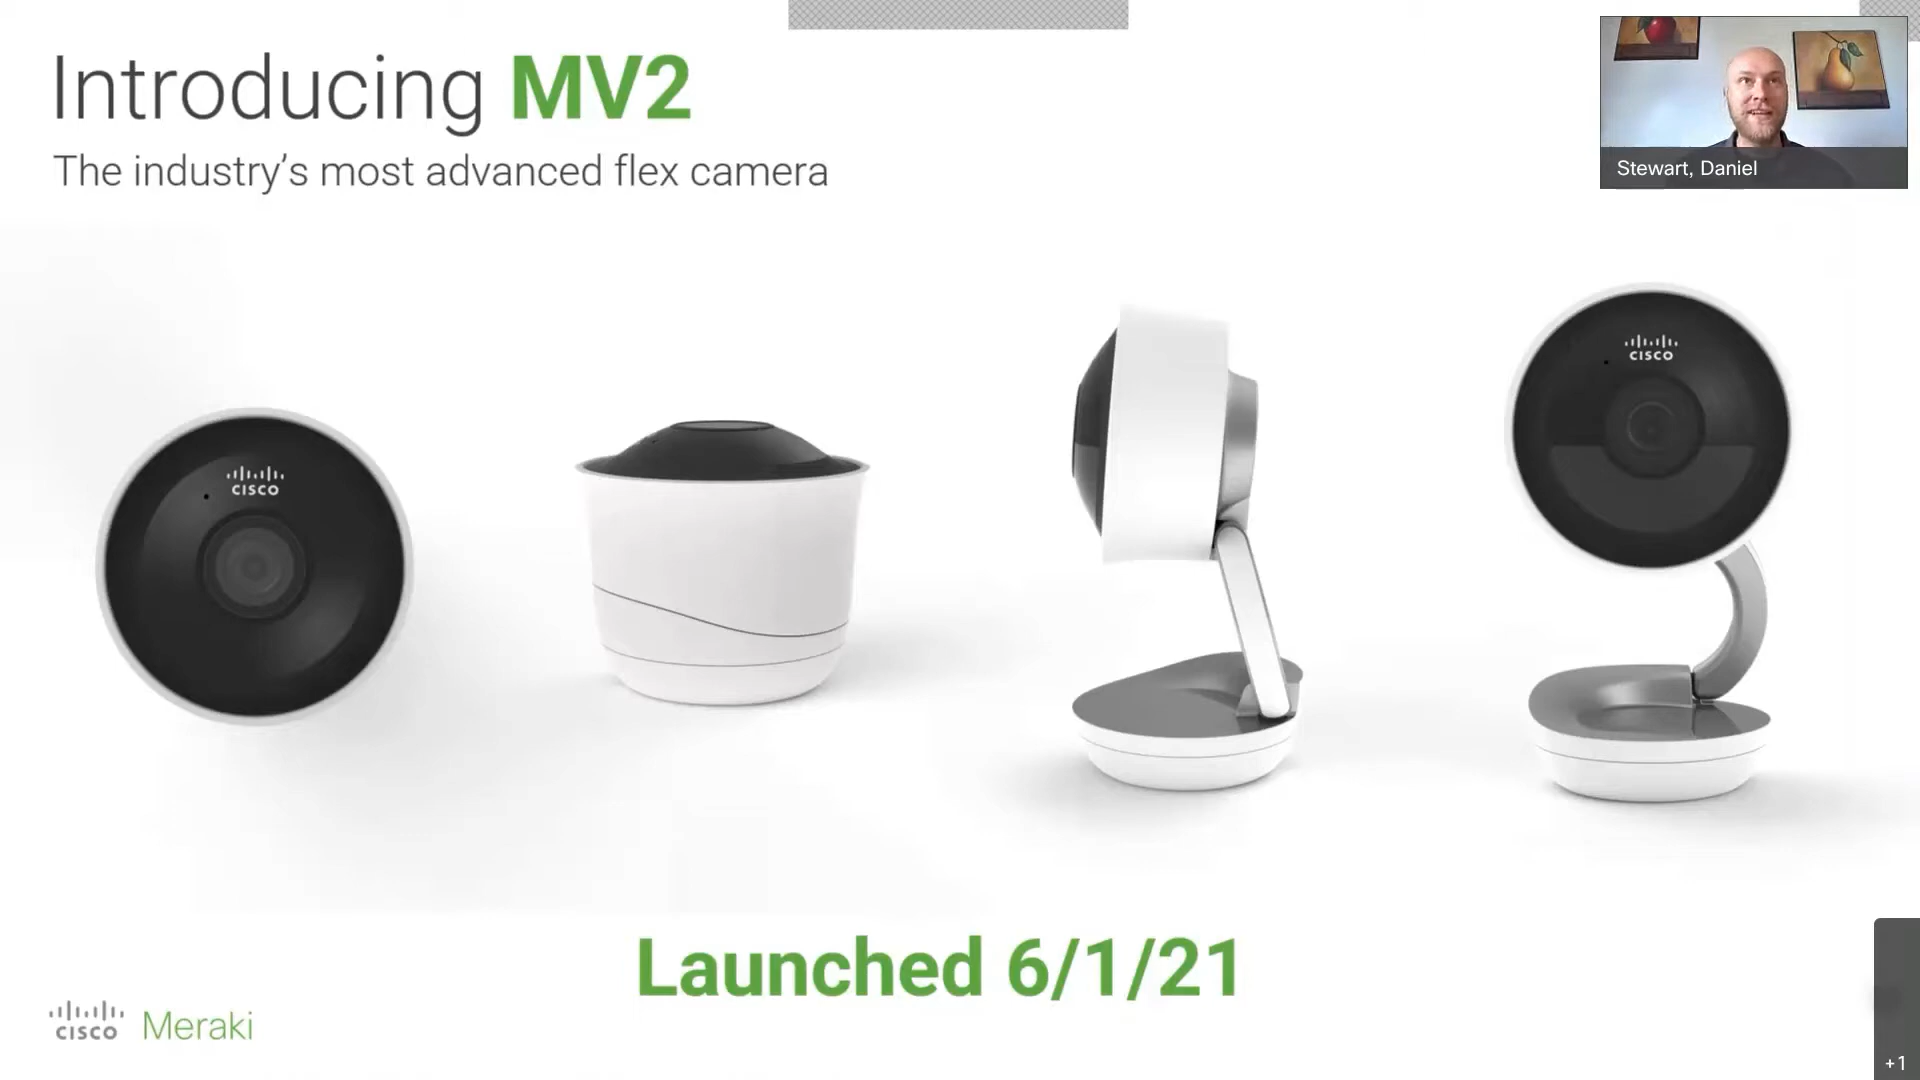 Introducing MV2
The industry's most advanced flex camera
Stewart, Daniel
CISCO
CISCO
Launched 6/1/21
CISCO Meraki
+1